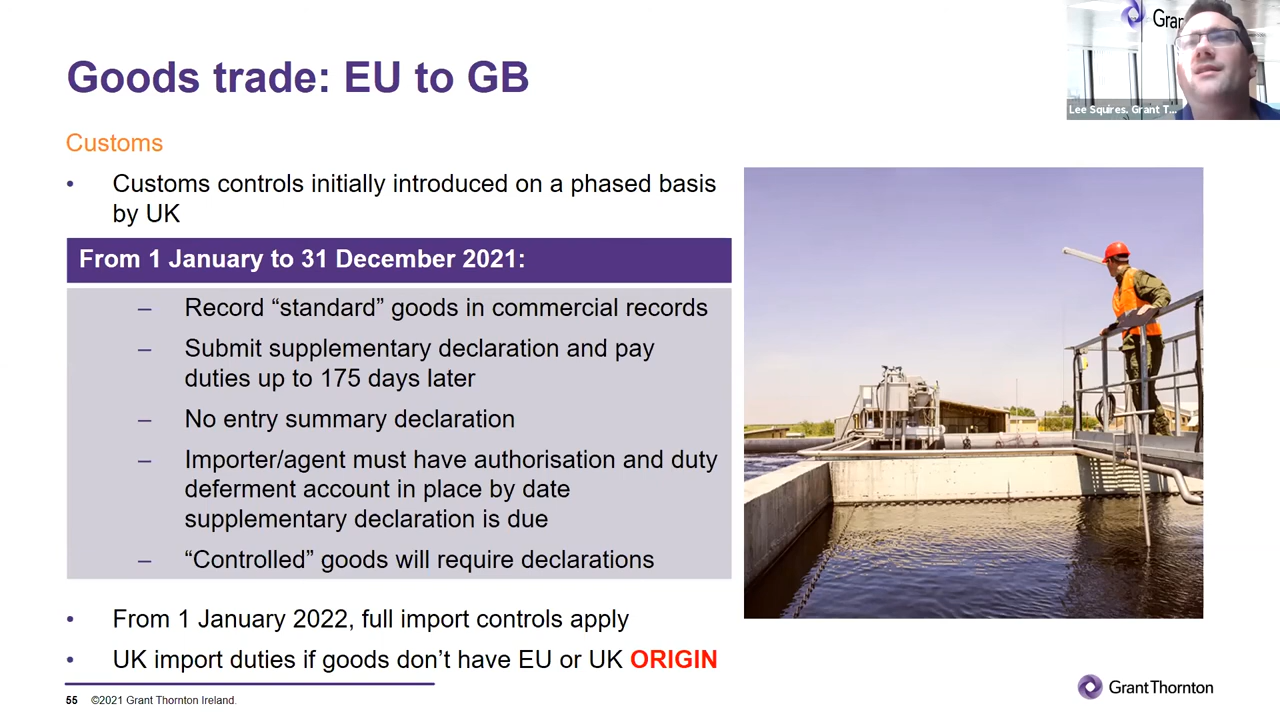 Goods trade: EU to GB
Gra
Lee Squires. Grant T...
Customs
• Customs controls initially introduced on a phased basis
by UK
From 1 January to 31 December 2021:
– Record “standard” goods in commercial records
– Submit supplementary declaration and pay
duties up to 175 days later
– No entry summary declaration
– Importer/agent must have authorisation and duty
deferment account in place by date
supplementary declaration is due
– “Controlled” goods will require declarations
• From 1 January 2022, full import controls apply
• UK import duties if goods don’t have EU or UK ORIGIN
55 ©2021 Grant Thornton Ireland.
GrantThornton